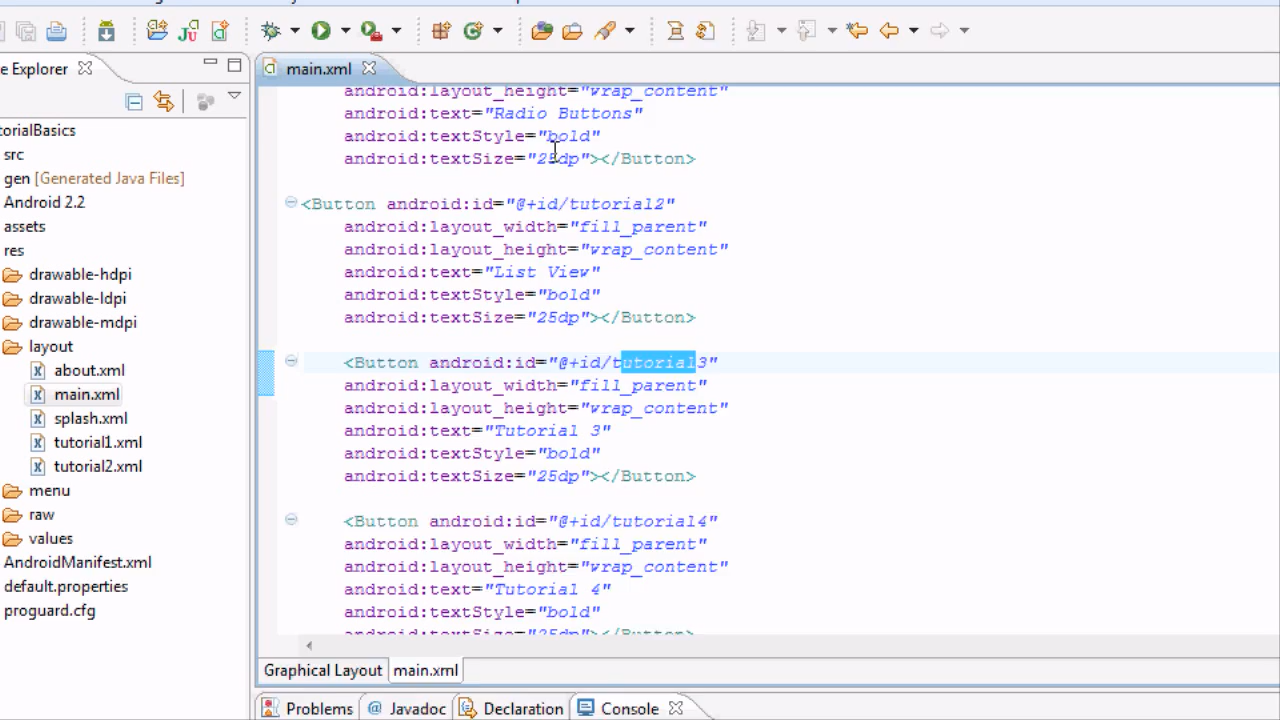 e Explorer
main.xml
torialBasics
src
gen [Generated Java Files]
Android 2.2
assets
res
drawable-hdpi
drawable-ldpi
drawable-mdpi
layout
about.xml
main.xml
splash.xml
tutorial1.xml
tutorial2.xml
menu
raw
values
AndroidManifest.xml
default.properties
proguard.cfg
android:layout_height="wrap_content"
android:text="Radio Buttons"
android:textStyle="bold"
android:textSize="25dp"></Button>
<Button android:id="@+id/tutorial2"
android:layout_width="fill_parent"
android:layout_height="wrap_content"
android:text="List View"
android:textStyle="bold"
android:textSize="25dp"></Button>
<Button android:id="@+id/tutorial3"
android:layout_width="fill_parent"
android:layout_height="wrap_content"
android:text="Tutorial 3"
android:textStyle="bold"
android:textSize="25dp"></Button>
<Button android:id="@+id/tutorial4"
android:layout_width="fill_parent"
android:layout_height="wrap_content"
android:text="Tutorial 4"
android:textStyle="bold"
android:textSize="25dp"></Button>
Graphical Layout
main.xml
Problems
@ Javadoc
Declaration
Console